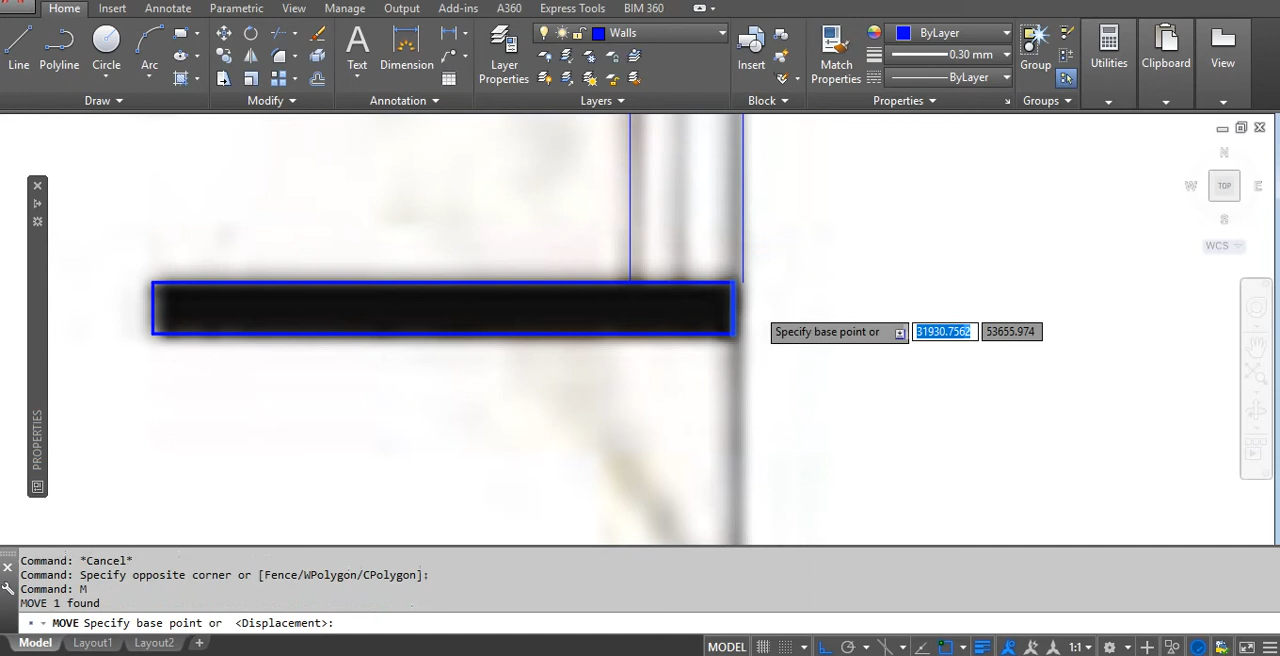 Home Insert Annotate Parametric View Manage Output Add-ins A360 Express Tools BIM 360
Line Polyline Circle Arc
Text Dimension
Layer Properties
Walls
Insert
Match Properties
ByLayer
0.30 mm
ByLayer
Group
Utilities
Clipboard
View
Draw Modify Annotation Layers Block Properties Groups
N
W TOP E
S
WCS
PROPERTIES
Specify base point or 31930.7562 53655.974
Command: *Cancel*
Command: Specify opposite corner or [Fence/WPolygon/CPolygon]:
Command: M
MOVE 1 found
MOVE Specify base point or <Displacement>:
Model Layout1 Layout2 +
MODEL 1:1